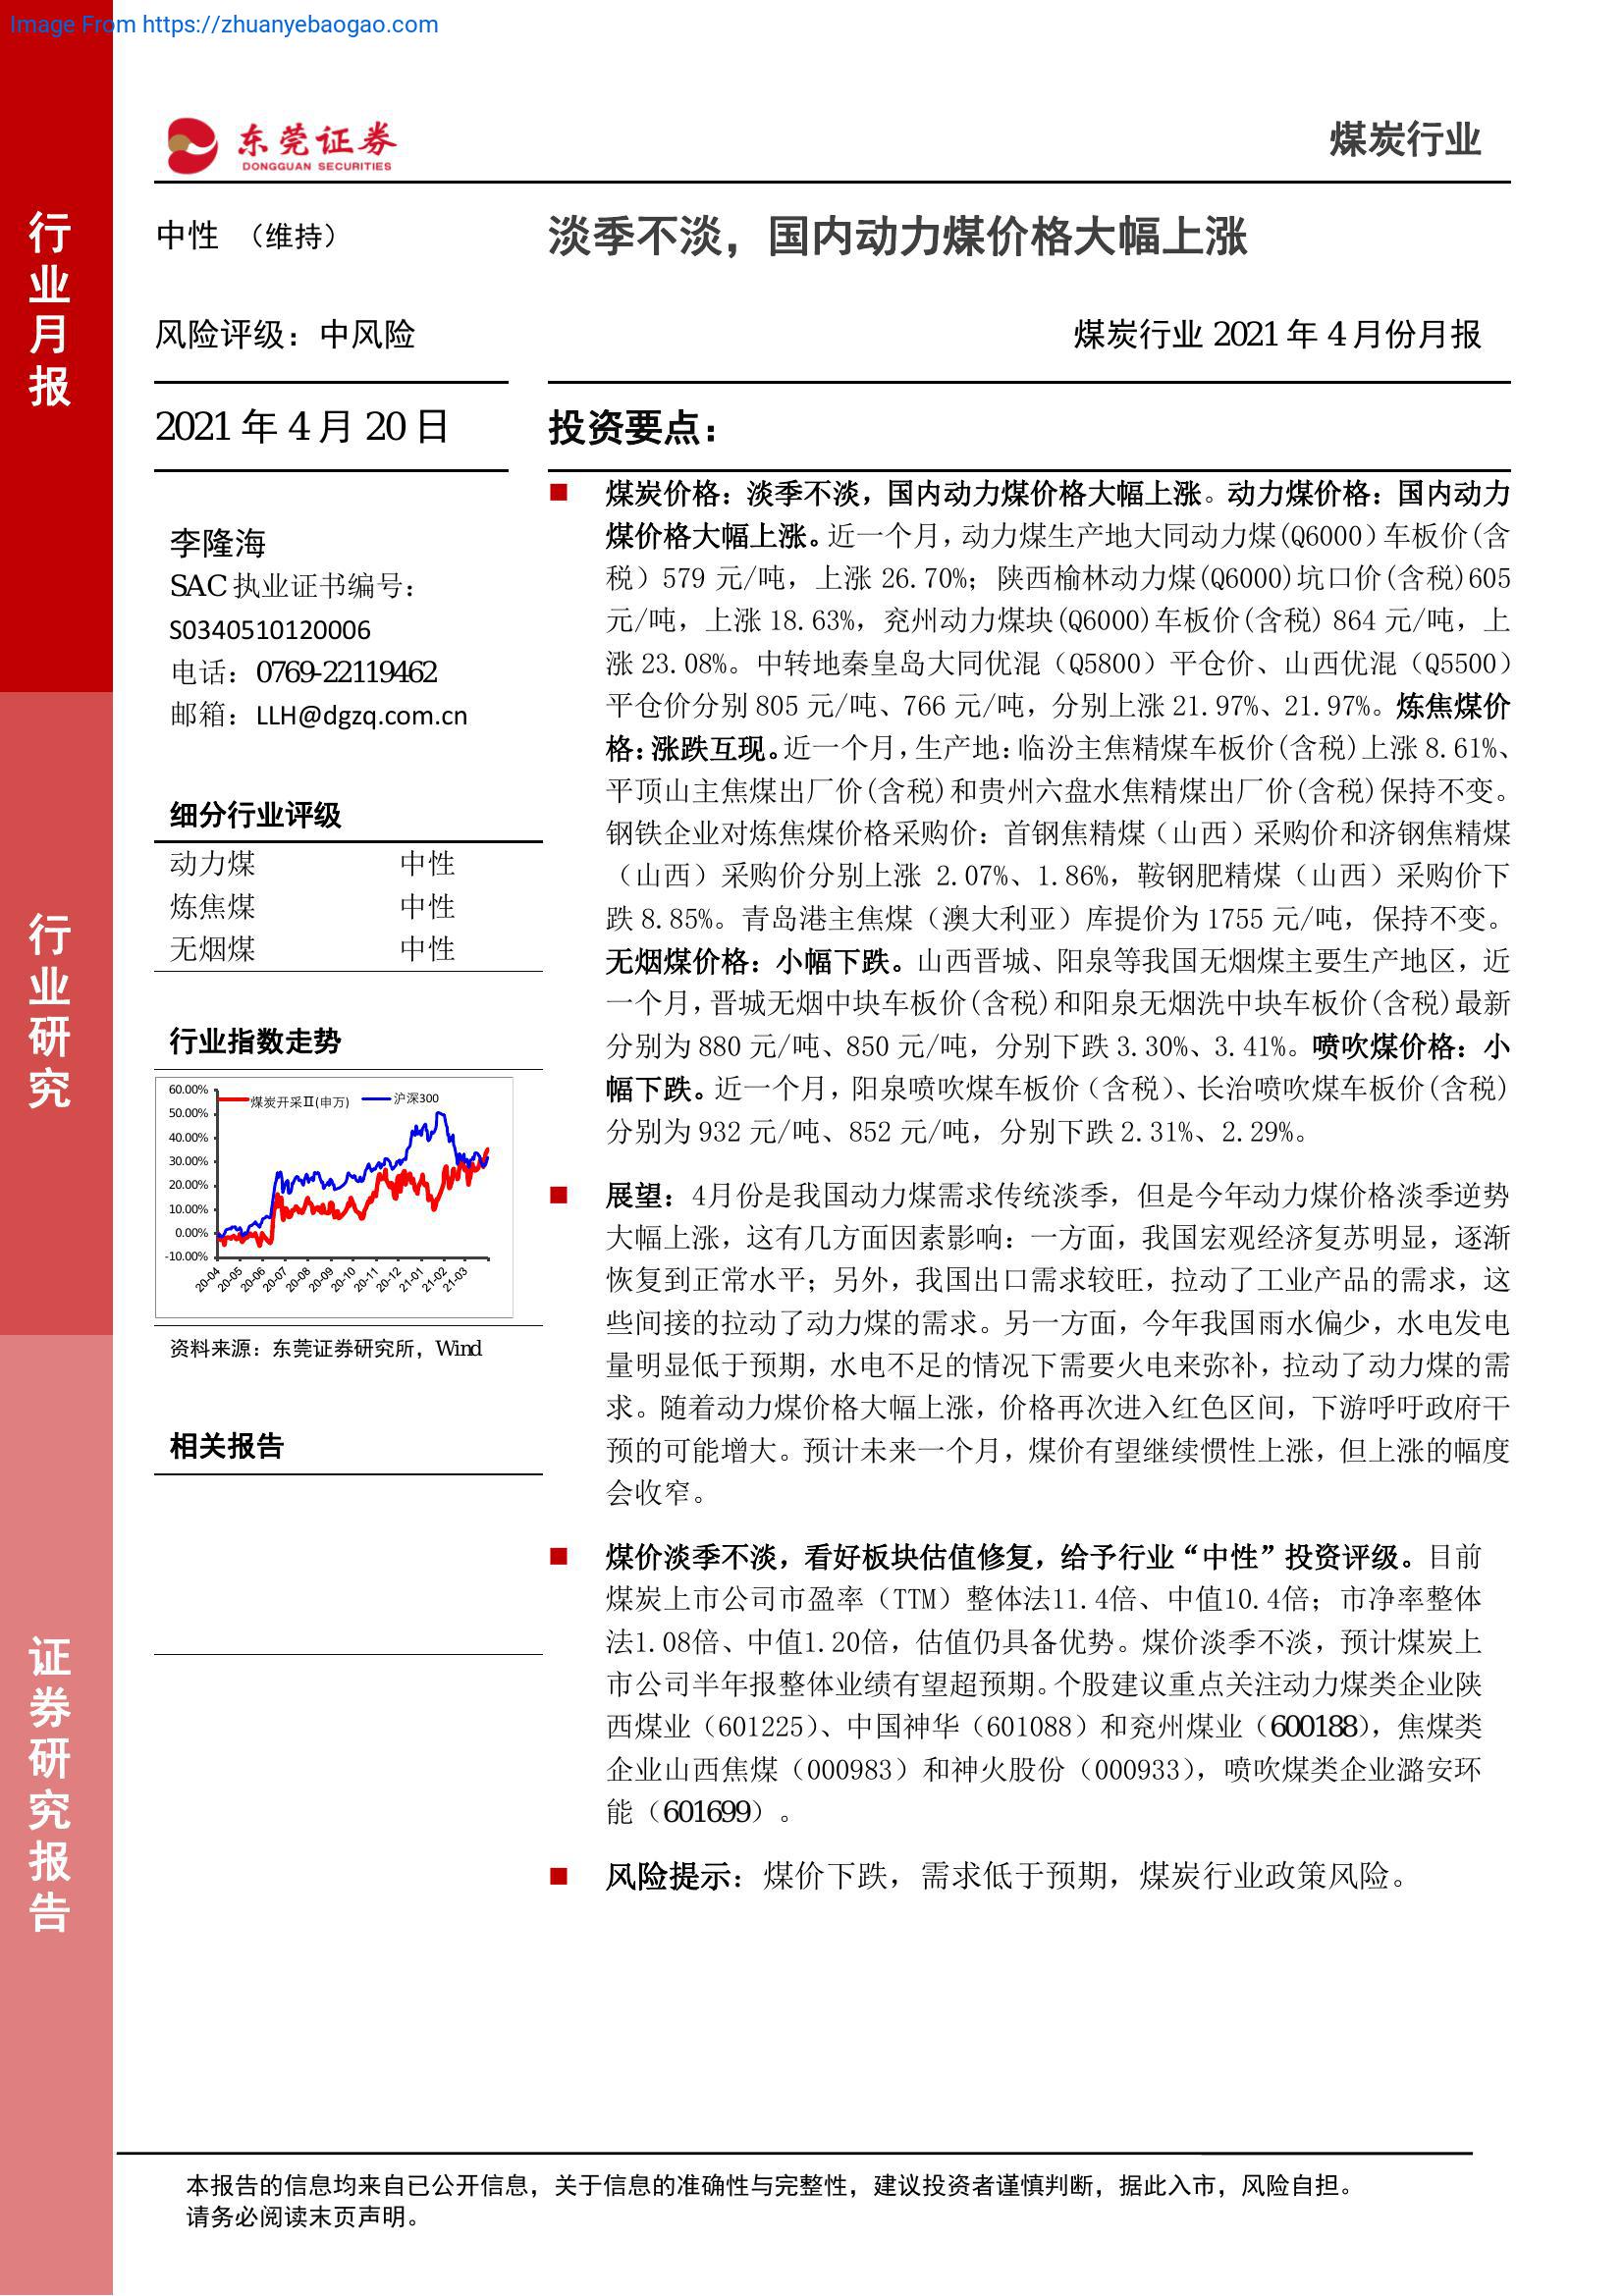 Image From https://zhuanyebaogao.com
东莞证券
DONGGUAN SECURITIES
煤炭行业
行业月报
行业研究
证券研究报告
中性 （维持）
淡季不淡，国内动力煤价格大幅上涨
风险评级：中风险
煤炭行业 2021 年 4 月份月报
2021 年 4 月 20 日
李隆海
SAC 执业证书编号：
S0340510120006
电话：0769-22119462
邮箱：LLH@dgzq.com.cn
细分行业评级
动力煤 中性
炼焦煤 中性
无烟煤 中性
行业指数走势
煤炭开采Ⅱ(申万) 沪深300
60.00%
50.00%
40.00%
30.00%
20.00%
10.00%
0.00%
-10.00%
20-04 20-05 20-06 20-07 20-08 20-09 20-10 20-11 20-12 21-01 21-02 21-03
资料来源：东莞证券研究所，Wind
相关报告
投资要点：
■ 煤炭价格：淡季不淡，国内动力煤价格大幅上涨。动力煤价格：国内动力
煤价格大幅上涨。近一个月，动力煤生产地大同动力煤(Q6000）车板价(含
税）579 元/吨，上涨 26.70%；陕西榆林动力煤(Q6000)坑口价(含税)605
元/吨，上涨 18.63%，兖州动力煤块(Q6000)车板价(含税) 864 元/吨，上
涨 23.08%。中转地秦皇岛大同优混（Q5800）平仓价、山西优混（Q5500）
平仓价分别 805 元/吨、766 元/吨，分别上涨 21.97%、21.97%。炼焦煤价
格：涨跌互现。近一个月，生产地：临汾主焦精煤车板价(含税)上涨 8.61%、
平顶山主焦煤出厂价(含税)和贵州六盘水焦精煤出厂价(含税)保持不变。
钢铁企业对炼焦煤价格采购价：首钢焦精煤（山西）采购价和济钢焦精煤
（山西）采购价分别上涨 2.07%、1.86%，鞍钢肥精煤（山西）采购价下
跌 8.85%。青岛港主焦煤（澳大利亚）库提价为 1755 元/吨，保持不变。
无烟煤价格：小幅下跌。山西晋城、阳泉等我国无烟煤主要生产地区，近
一个月，晋城无烟中块车板价(含税)和阳泉无烟洗中块车板价(含税)最新
分别为 880 元/吨、850 元/吨，分别下跌 3.30%、3.41%。喷吹煤价格：小
幅下跌。近一个月，阳泉喷吹煤车板价（含税）、长治喷吹煤车板价(含税)
分别为 932 元/吨、852 元/吨，分别下跌 2.31%、2.29%。
■ 展望：4月份是我国动力煤需求传统淡季，但是今年动力煤价格淡季逆势
大幅上涨，这有几方面因素影响：一方面，我国宏观经济复苏明显，逐渐
恢复到正常水平；另外，我国出口需求较旺，拉动了工业产品的需求，这
些间接的拉动了动力煤的需求。另一方面，今年我国雨水偏少，水电发电
量明显低于预期，水电不足的情况下需要火电来弥补，拉动了动力煤的需
求。随着动力煤价格大幅上涨，价格再次进入红色区间，下游呼吁政府干
预的可能增大。预计未来一个月，煤价有望继续惯性上涨，但上涨的幅度
会收窄。
■ 煤价淡季不淡，看好板块估值修复，给予行业“中性”投资评级。目前
煤炭上市公司市盈率（TTM）整体法11.4倍、中值10.4倍；市净率整体
法1.08倍、中值1.20倍，估值仍具备优势。煤价淡季不淡，预计煤炭上
市公司半年报整体业绩有望超预期。个股建议重点关注动力煤类企业陕
西煤业（601225）、中国神华（601088）和兖州煤业（600188），焦煤类
企业山西焦煤（000983）和神火股份（000933），喷吹煤类企业潞安环
能（601699）。
■ 风险提示：煤价下跌，需求低于预期，煤炭行业政策风险。
本报告的信息均来自已公开信息，关于信息的准确性与完整性，建议投资者谨慎判断，据此入市，风险自担。
请务必阅读末页声明。